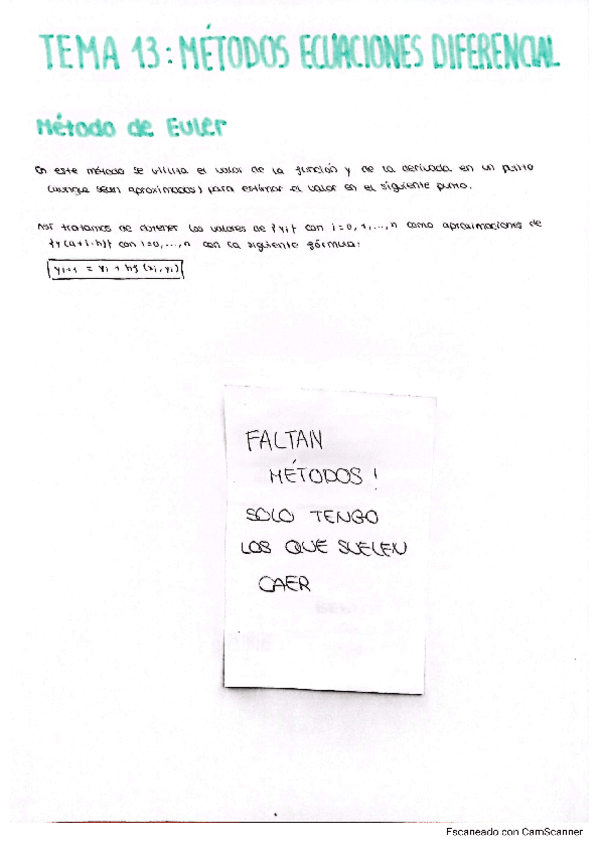 TEMA 13: MÉTODOS ECUACIONES DIFERENCIAL
Método de Euler
En este método se utiliza el valor de la función y de la derivada en un punto
(aunque sean aproximados) para estimar el valor en el siguiente punto.
Así tratamos de obtener los valores de {yi} con i=0,1,...,n como aproximaciones de
{y(a+i·h)} con i=0,...,n con la siguiente fórmula:
yi+1 = yi + hf(xi,yi)
FALTAN
MÉTODOS!
SOLO TENGO
LOS QUE SUELEN
CAER
Escaneado con CamScanner